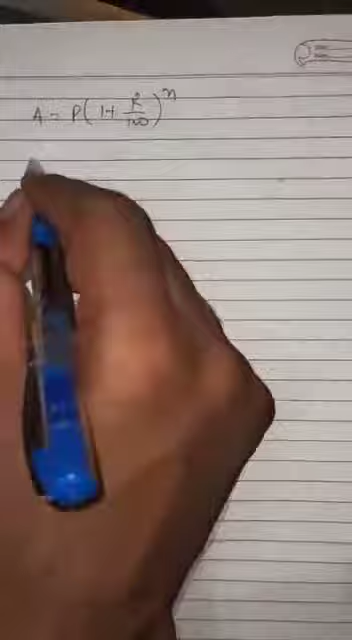 A = P(1+ R/100)^n